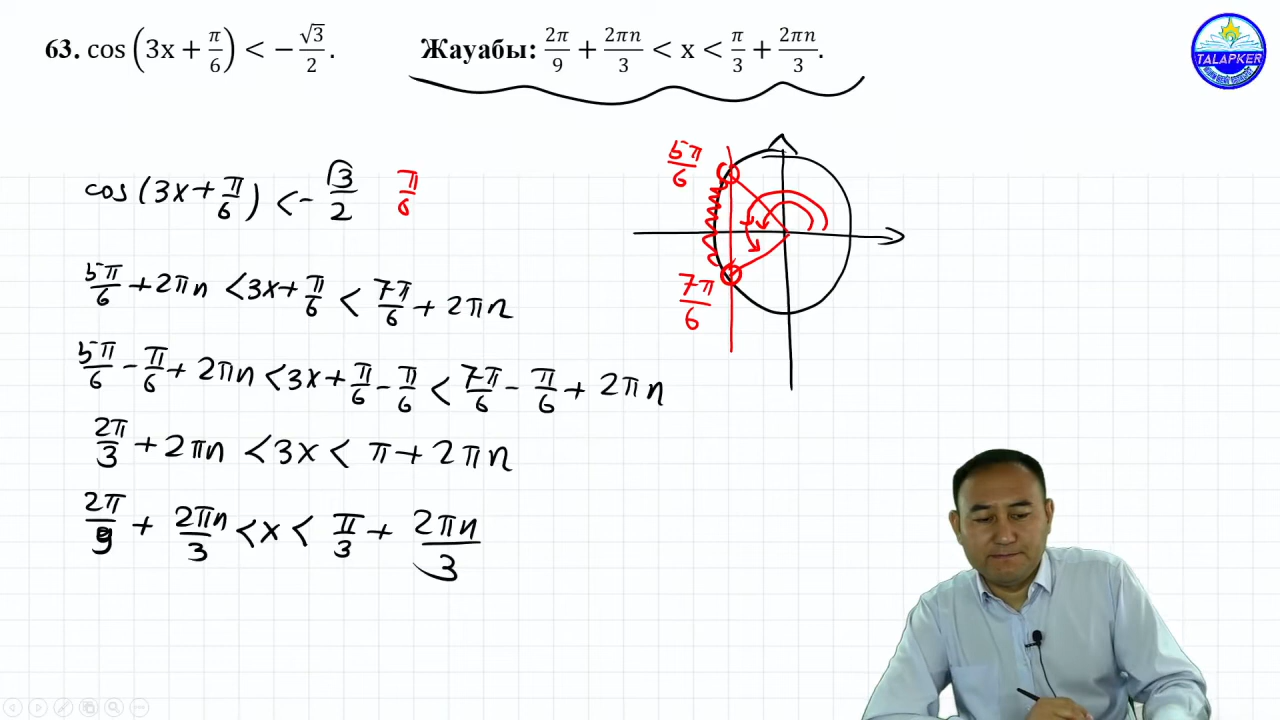 63. cos(3x + π/6) < −√3/2. Жауабы: 2π/9 + 2πn/3 < x < π/3 + 2πn/3.
TALAPKER
cos(3x + π/6) < − √3/2 π/6
5π/6 + 2πn < 3x + π/6 < 7π/6 + 2πn
5π/6 − π/6 + 2πn < 3x + π/6 − π/6 < 7π/6 − π/6 + 2πn
2π/3 + 2πn < 3x < π + 2πn
2π/9 + 2πn/3 < x < π/3 + 2πn/3
5π/6
7π/6